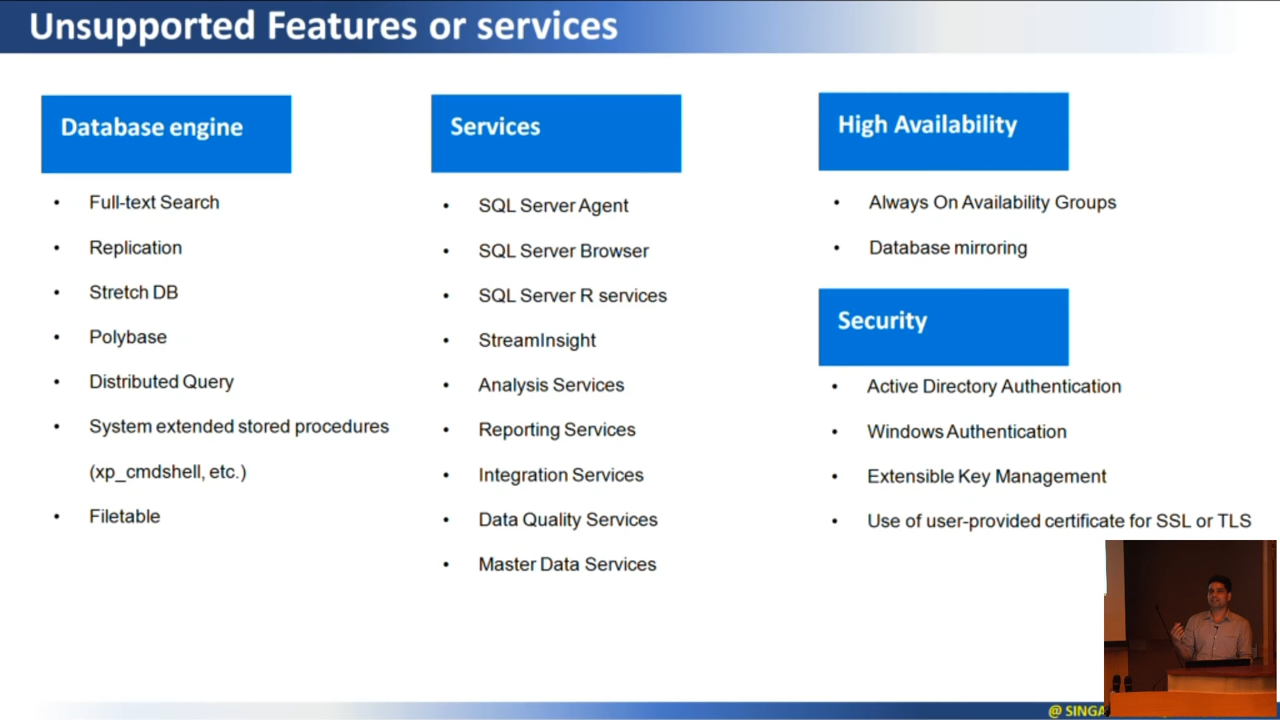 Unsupported Features or services
Database engine
• Full-text Search
• Replication
• Stretch DB
• Polybase
• Distributed Query
• System extended stored procedures
(xp_cmdshell, etc.)
• Filetable
Services
• SQL Server Agent
• SQL Server Browser
• SQL Server R services
• StreamInsight
• Analysis Services
• Reporting Services
• Integration Services
• Data Quality Services
• Master Data Services
High Availability
• Always On Availability Groups
• Database mirroring
Security
• Active Directory Authentication
• Windows Authentication
• Extensible Key Management
• Use of user-provided certificate for SSL or TLS
@